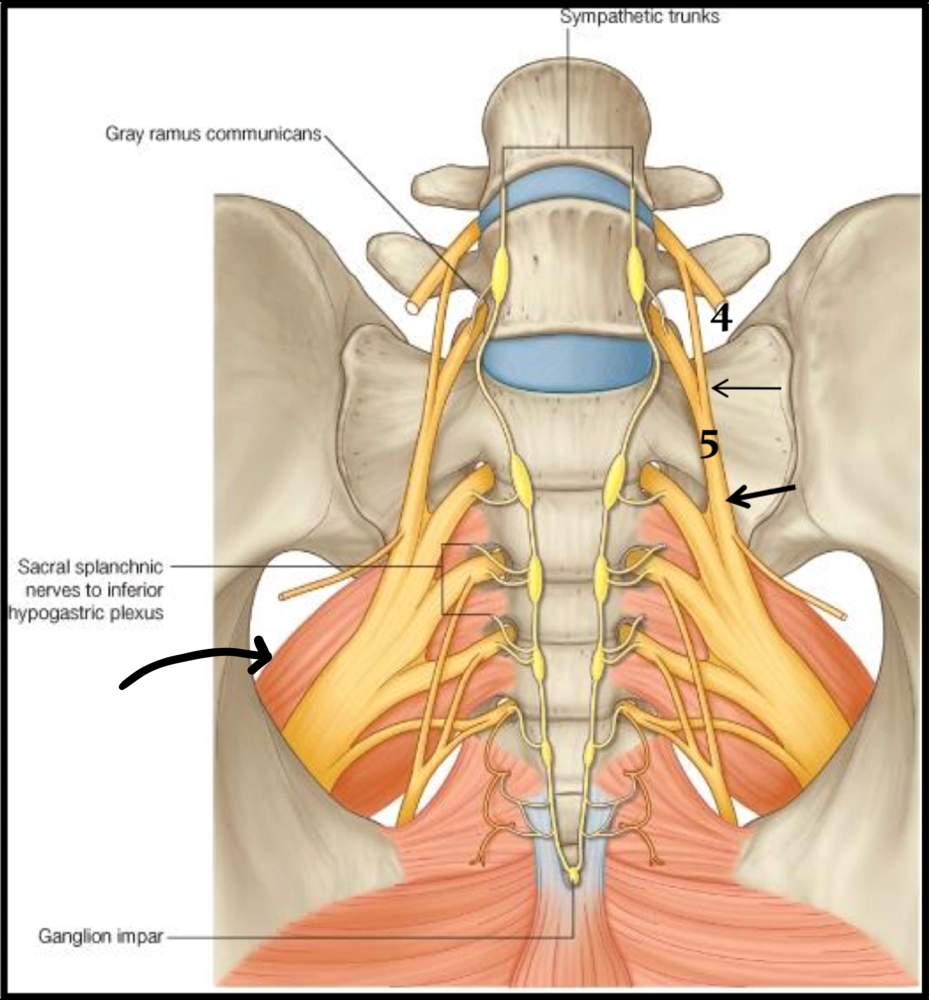 Sympathetic trunks
Gray ramus communicans
4
5
Sacral splanchnic
nerves to inferior
hypogastric plexus
Ganglion impar